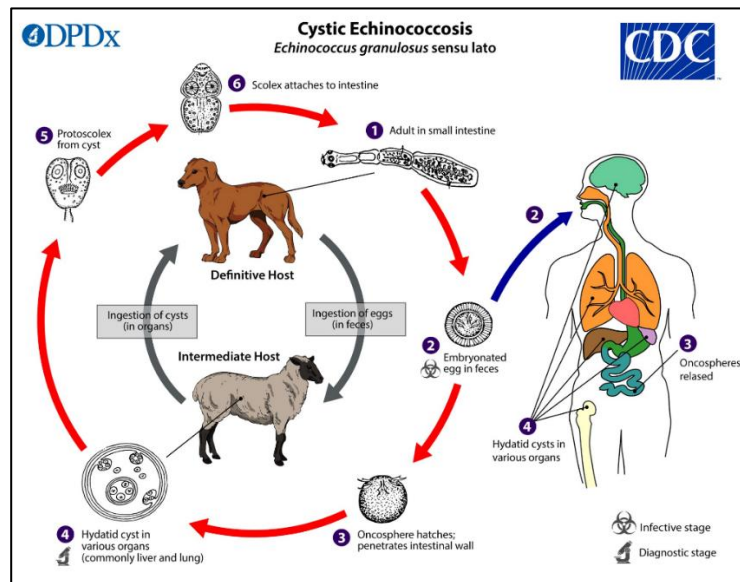 DPDx
Cystic Echinococcosis
Echinococcus granulosus sensu lato
CDC
6 Scolex attaches to intestine
5 Protoscolex
from cyst
1 Adult in small intestine
2
Definitive Host
Ingestion of cysts
(in organs)
Ingestion of eggs
(in feces)
Intermediate Host
2 Embryonated
egg in feces
3
Oncospheres
relased
4
Hydatid cysts in
various organs
4 Hydatid cyst in
various organs
(commonly liver and lung)
3 Oncosphere hatches;
penetrates intestinal wall
Infective stage
Diagnostic stage